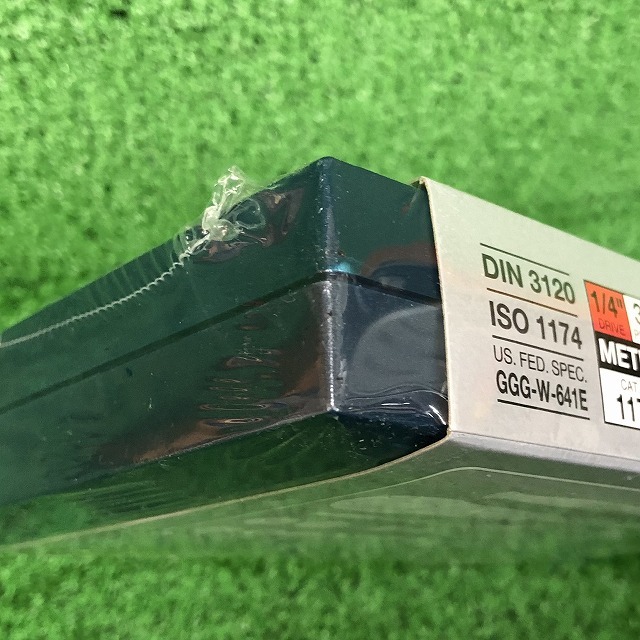 DIN 3120
ISO 1174
US. FED. SPEC.
GGG-W-641E
1/4"
DRIVE